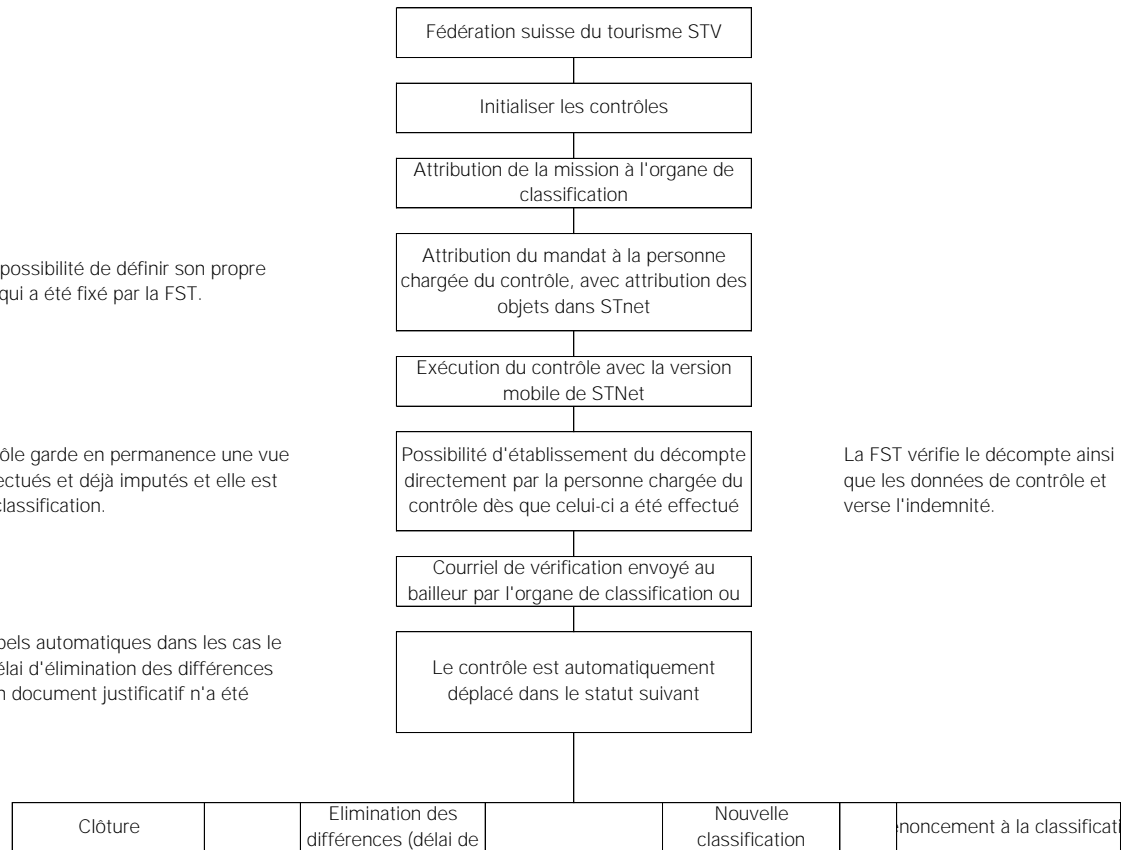 Fédération suisse du tourisme STV
Initialiser les contrôles
Attribution de la mission à l'organe de
classification
possibilité de définir son propre
qui a été fixé par la FST.
Attribution du mandat à la personne
chargée du contrôle, avec attribution des
objets dans STnet
Exécution du contrôle avec la version
mobile de STNet
ôle garde en permanence une vue
ectués et déjà imputés et elle est
classification.
Possibilité d'établissement du décompte
directement par la personne chargée du
contrôle dès que celui-ci a été effectué
La FST vérifie le décompte ainsi
que les données de contrôle et
verse l'indemnité.
Courriel de vérification envoyé au
bailleur par l'organe de classification ou
pels automatiques dans les cas le
élai d'élimination des différences
n document justificatif n'a été
Le contrôle est automatiquement
déplacé dans le statut suivant
Clôture
Elimination des
différences (délai de
Nouvelle
classification
énoncement à la classificati